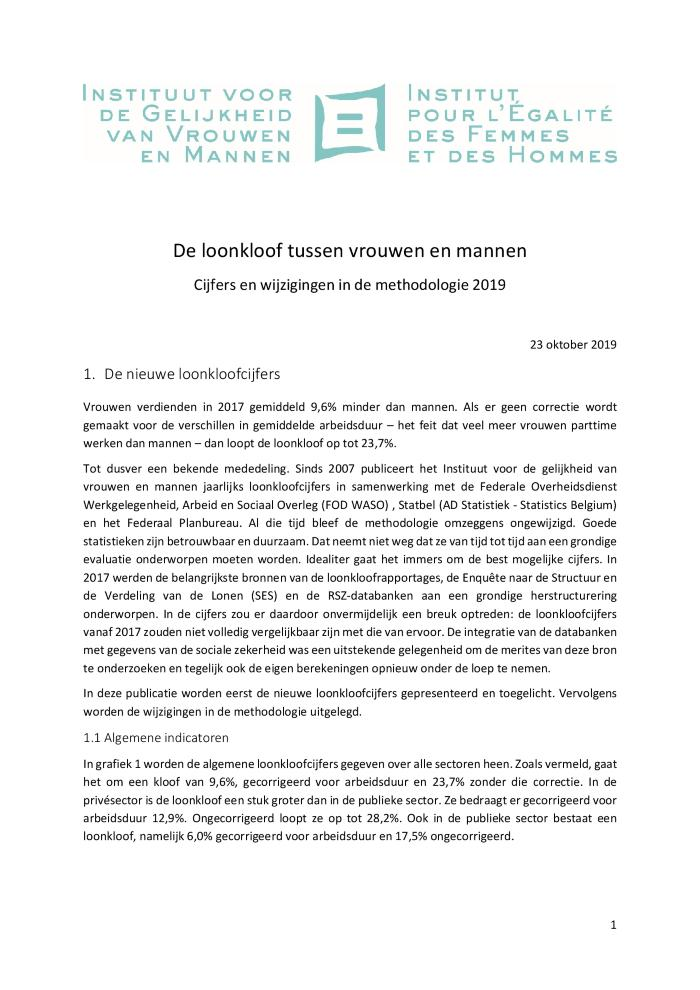 INSTITUUT VOOR
DE GELIJKHEID
VAN VROUWEN
EN MANNEN
INSTITUT
POUR L'ÉGALITÉ
DES FEMMES
ET DES HOMMES
De loonkloof tussen vrouwen en mannen
Cijfers en wijzigingen in de methodologie 2019
23 oktober 2019
1. De nieuwe loonkloofcijfers
Vrouwen verdienden in 2017 gemiddeld 9,6% minder dan mannen. Als er geen correctie wordt
gemaakt voor de verschillen in gemiddelde arbeidsduur – het feit dat veel meer vrouwen parttime
werken dan mannen – dan loopt de loonkloof op tot 23,7%.
Tot dusver een bekende mededeling. Sinds 2007 publiceert het Instituut voor de gelijkheid van
vrouwen en mannen jaarlijks loonkloofcijfers in samenwerking met de Federale Overheidsdienst
Werkgelegenheid, Arbeid en Sociaal Overleg (FOD WASO) , Statbel (AD Statistiek - Statistics Belgium)
en het Federaal Planbureau. Al die tijd bleef de methodologie omzeggens ongewijzigd. Goede
statistieken zijn betrouwbaar en duurzaam. Dat neemt niet weg dat ze van tijd tot tijd aan een grondige
evaluatie onderworpen moeten worden. Idealiter gaat het immers om de best mogelijke cijfers. In
2017 werden de belangrijkste bronnen van de loonkloofrapportages, de Enquête naar de Structuur en
de Verdeling van de Lonen (SES) en de RSZ-databanken aan een grondige herstructurering
onderworpen. In de cijfers zou er daardoor onvermijdelijk een breuk optreden: de loonkloofcijfers
vanaf 2017 zouden niet volledig vergelijkbaar zijn met die van ervoor. De integratie van de databanken
met gegevens van de sociale zekerheid was een uitstekende gelegenheid om de merites van deze bron
te onderzoeken en tegelijk ook de eigen berekeningen opnieuw onder de loep te nemen.
In deze publicatie worden eerst de nieuwe loonkloofcijfers gepresenteerd en toegelicht. Vervolgens
worden de wijzigingen in de methodologie uitgelegd.
1.1 Algemene indicatoren
In grafiek 1 worden de algemene loonkloofcijfers gegeven over alle sectoren heen. Zoals vermeld, gaat
het om een kloof van 9,6%, gecorrigeerd voor arbeidsduur en 23,7% zonder die correctie. In de
privésector is de loonkloof een stuk groter dan in de publieke sector. Ze bedraagt er gecorrigeerd voor
arbeidsduur 12,9%. Ongecorrigeerd loopt ze op tot 28,2%. Ook in de publieke sector bestaat een
loonkloof, namelijk 6,0% gecorrigeerd voor arbeidsduur en 17,5% ongecorrigeerd.
1